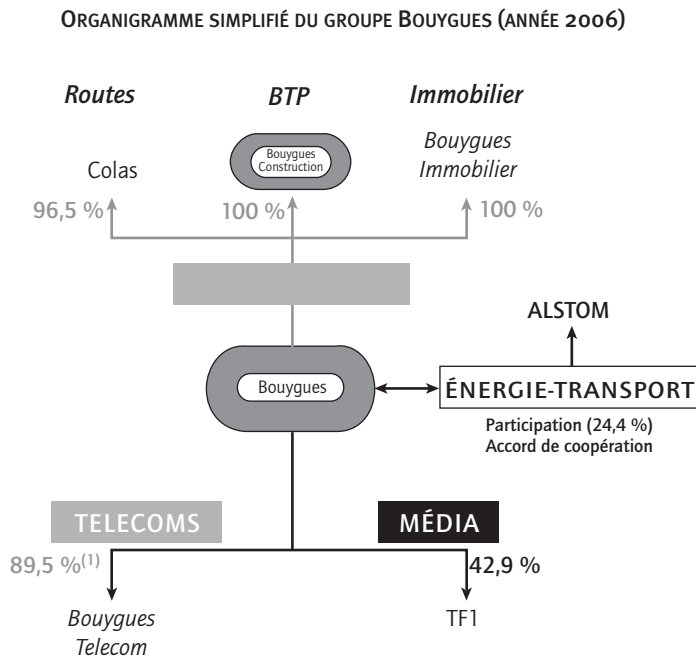 ORGANIGRAMME SIMPLIFIÉ DU GROUPE BOUYGUES (ANNÉE 2006)
Routes
BTP
Immobilier
Colas
Bouygues
Construction
Bouygues
Immobilier
96,5 %
100 %
100 %
ALSTOM
Bouygues
ÉNERGIE-TRANSPORT
Participation (24,4 %)
Accord de coopération
TELECOMS
MÉDIA
89,5 %(1)
42,9 %
Bouygues
Telecom
TF1